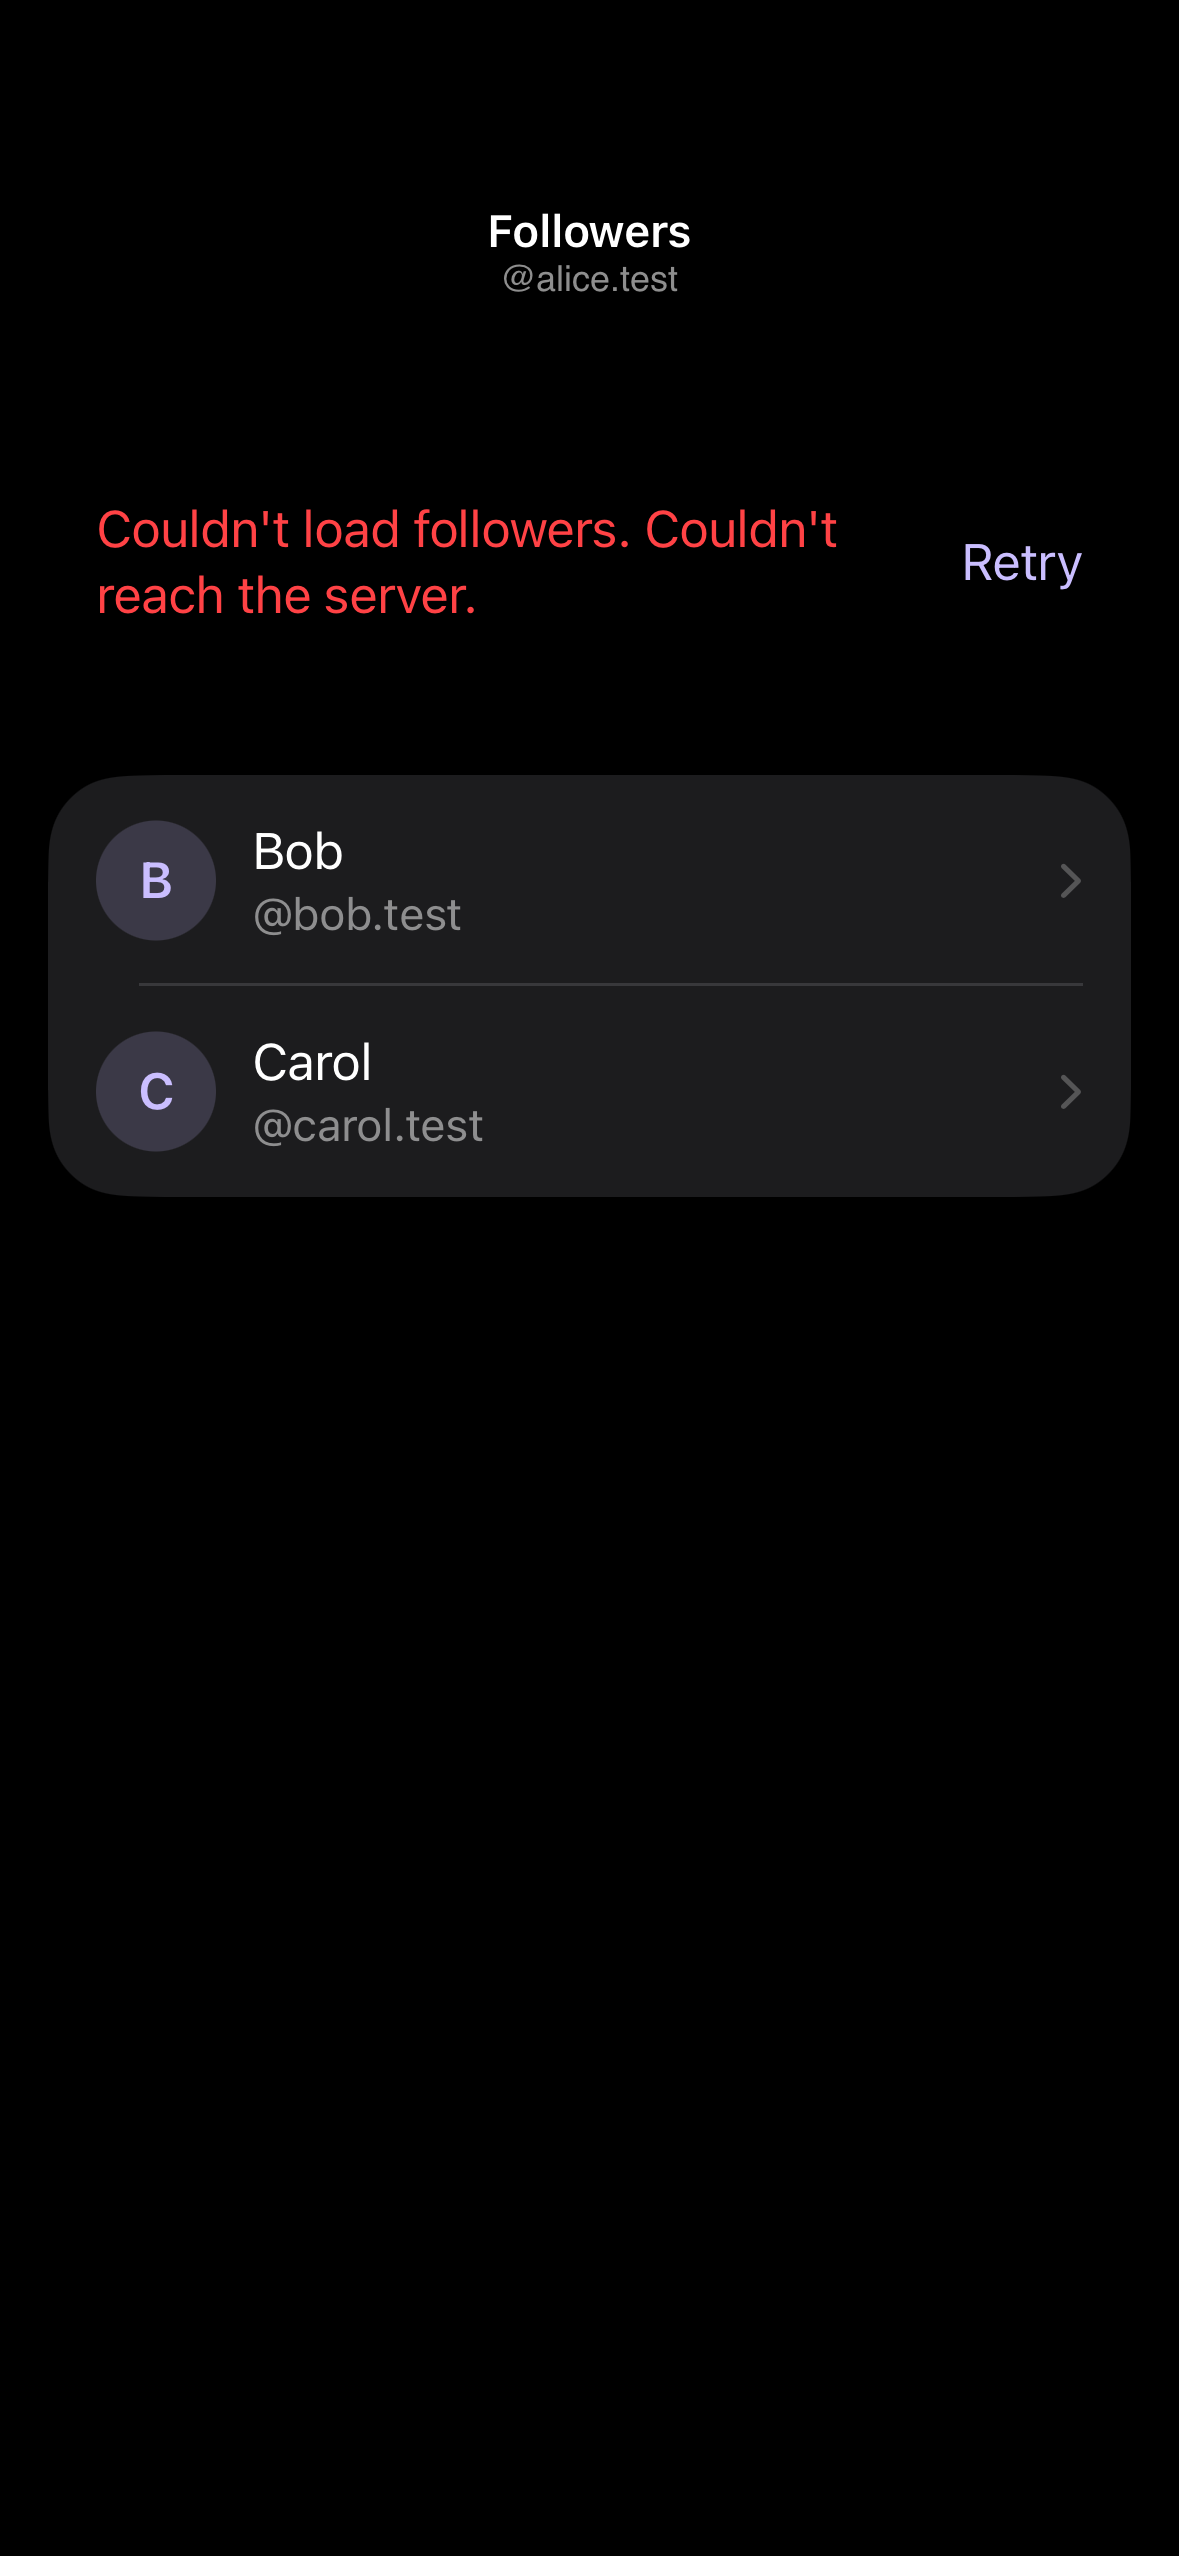 Followers
@alice.test
Couldn't load followers. Couldn't
reach the server.
Retry
B
Bob
@bob.test
C
Carol
@carol.test